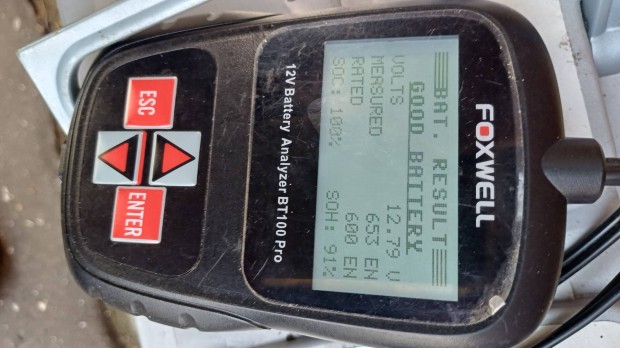 FOXWELL
BAT. RESULT
GOOD BATTERY
VOLTS 12.79 V
MEASURED 653 EN
RATED 600 EN
SOC: 100% SOH: 91%
12V Battery Analyzer BT100 Pro
ESC
ENTER